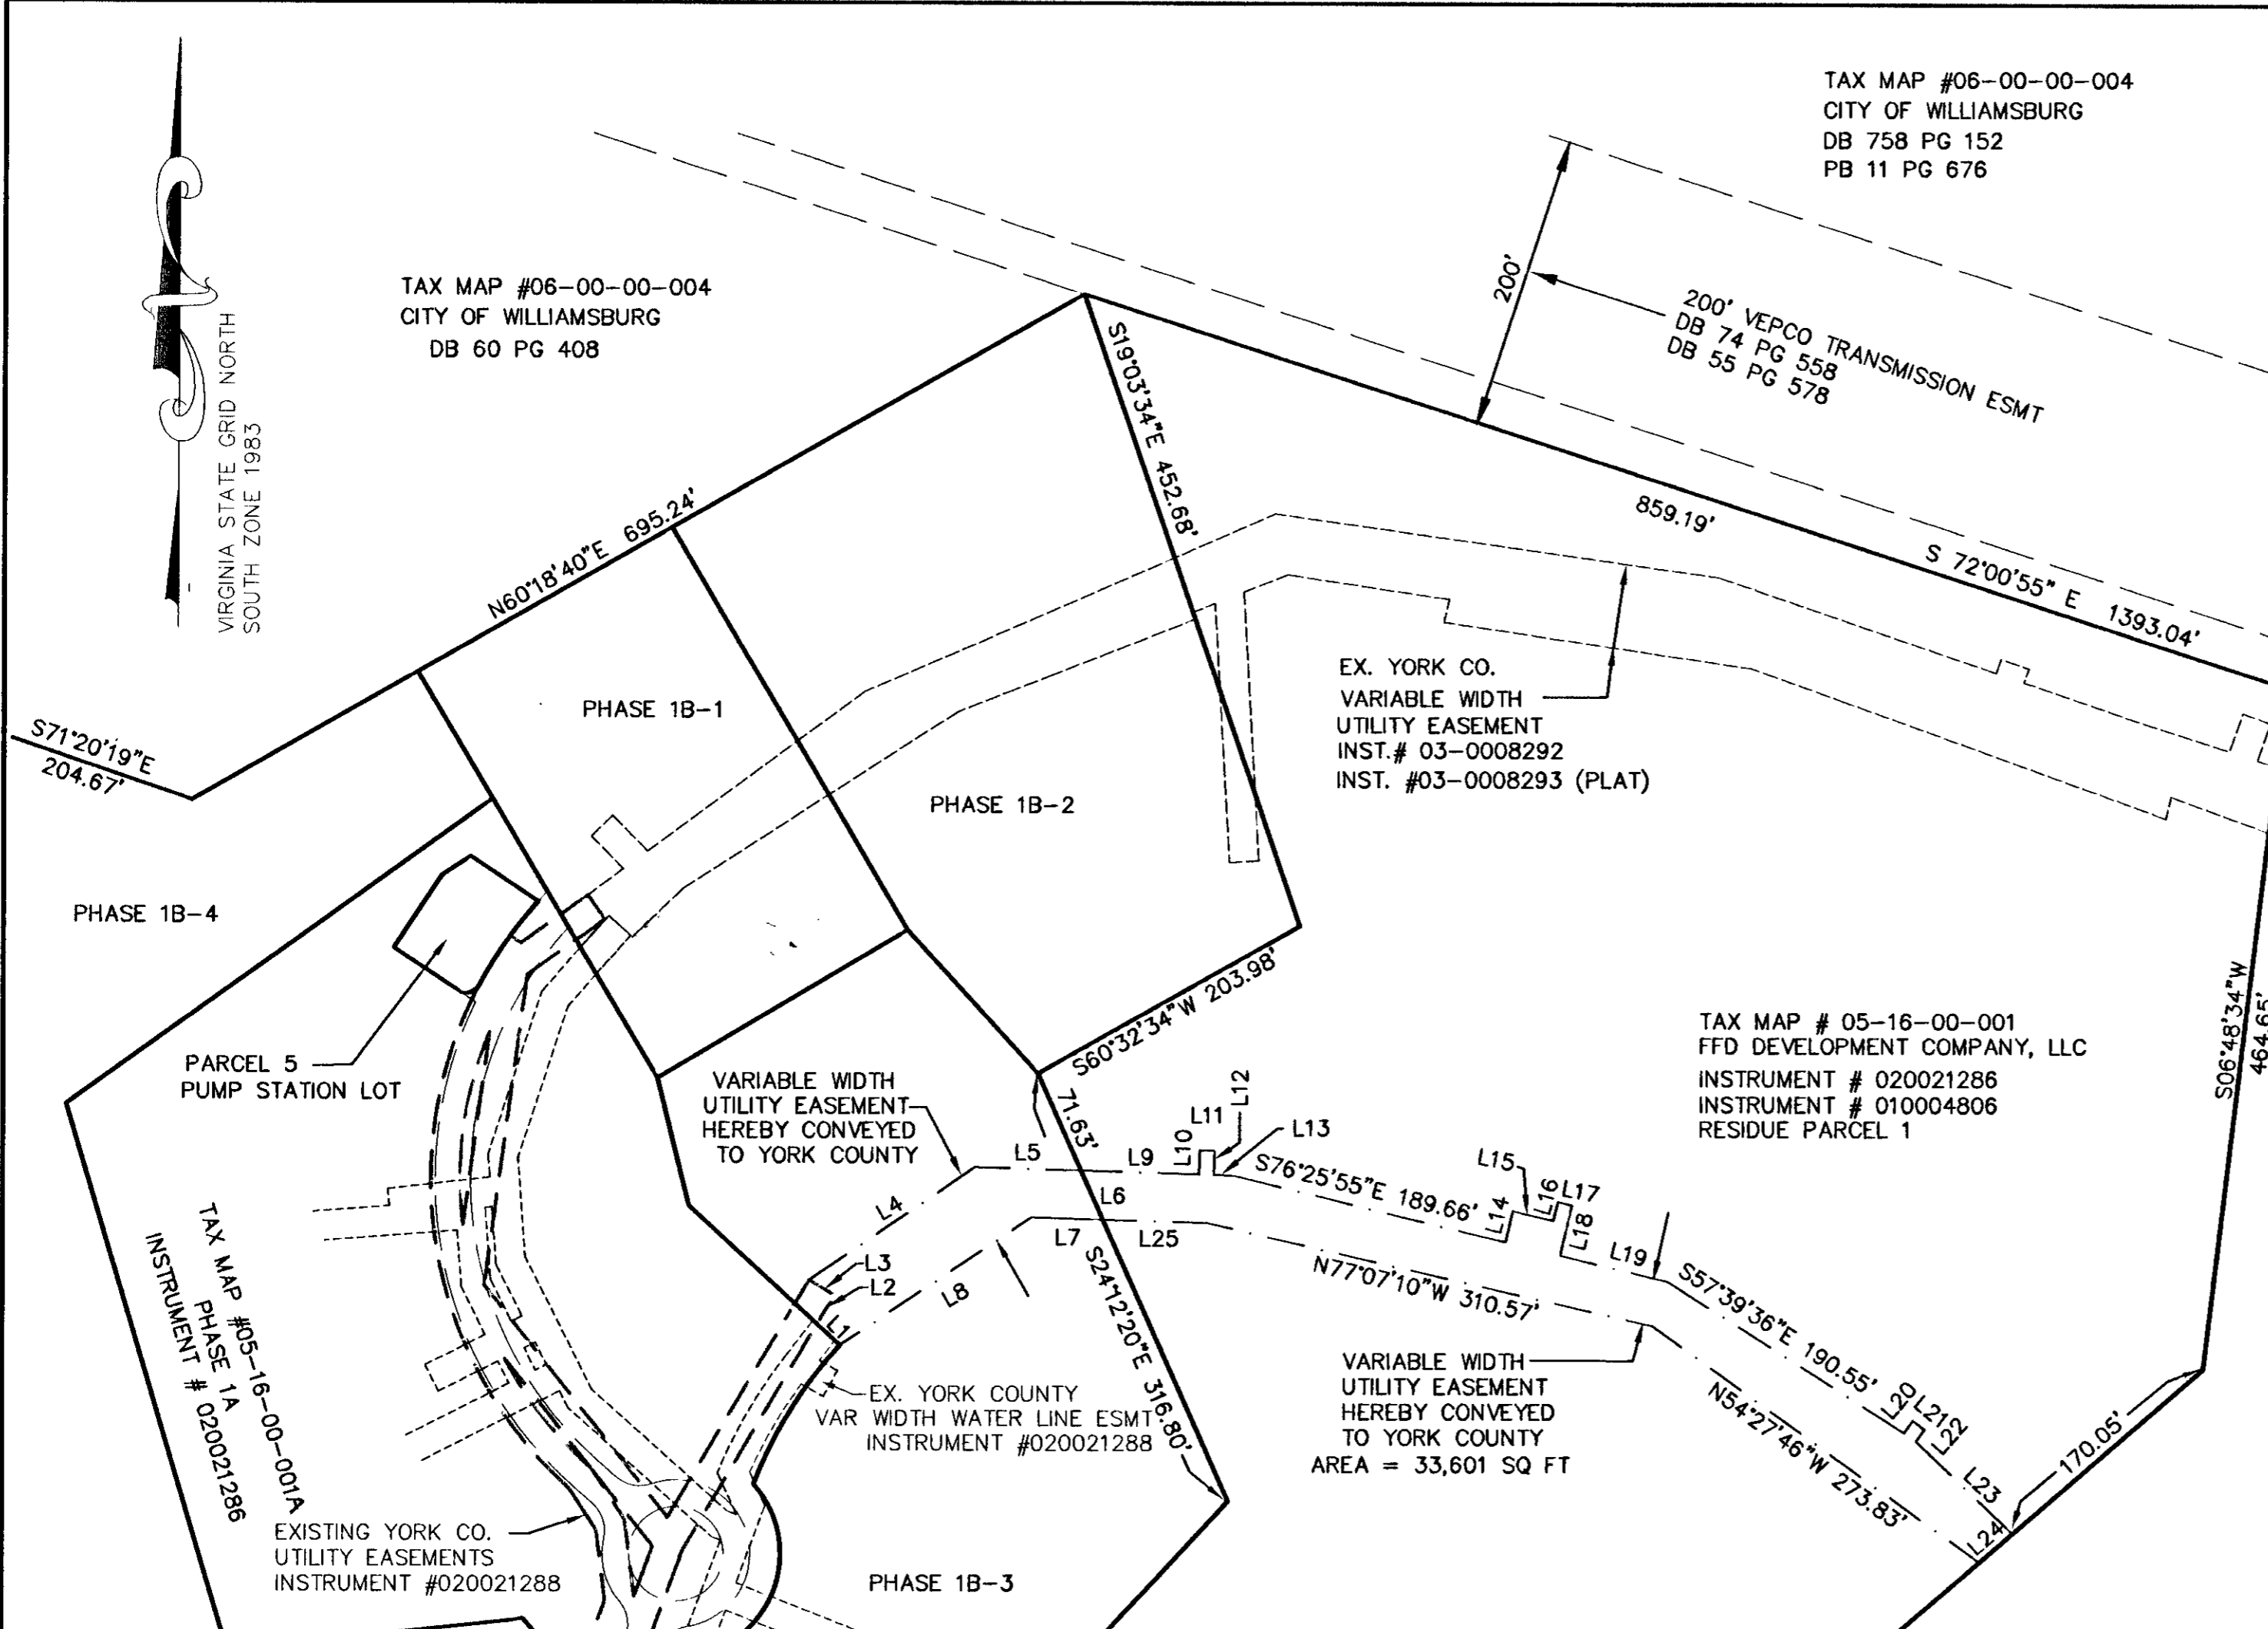 TAX MAP #06-00-00-004
CITY OF WILLIAMSBURG
DB 758 PG 152
PB 11 PG 676
VIRGINIA STATE GRID NORTH
SOUTH ZONE 1983
TAX MAP #06-00-00-004
CITY OF WILLIAMSBURG
DB 60 PG 408
200'
200' VEPCO TRANSMISSION ESMT
DB 74 PG 558
DB 55 PG 578
S19°03'34"E 452.68'
859.19'
S 72°00'55" E 1393.04'
N60°18'40"E 695.24'
S71°20'19"E
204.67'
PHASE 1B-1
EX. YORK CO.
VARIABLE WIDTH
UTILITY EASEMENT
INST.# 03-0008292
INST. #03-0008293 (PLAT)
PHASE 1B-2
PHASE 1B-4
S60°32'34"W 203.98'
S06°48'34"W
464.65'
PARCEL 5
PUMP STATION LOT
VARIABLE WIDTH
UTILITY EASEMENT
HEREBY CONVEYED
TO YORK COUNTY
71.63'
TAX MAP # 05-16-00-001
FFD DEVELOPMENT COMPANY, LLC
INSTRUMENT # 020021286
INSTRUMENT # 010004806
RESIDUE PARCEL 1
L5
L9
L10
L11
L12
L13
S76°25'55"E 189.66'
L15
L14
L16
L17
L18
L19
L4
L6
L7
L25
L3
L2
L1
L8
S24°12'20"E 316.80'
N77°07'10"W 310.57'
S57°39'36"E 190.55'
L20
L21
L22
L23
L24
N54°27'46"W 273.83'
170.05'
TAX MAP #05-16-00-001A
PHASE 1A
INSTRUMENT # 020021286
EX. YORK COUNTY
VAR WIDTH WATER LINE ESMT
INSTRUMENT #020021288
VARIABLE WIDTH
UTILITY EASEMENT
HEREBY CONVEYED
TO YORK COUNTY
AREA = 33,601 SQ FT
EXISTING YORK CO.
UTILITY EASEMENTS
INSTRUMENT #020021288
PHASE 1B-3